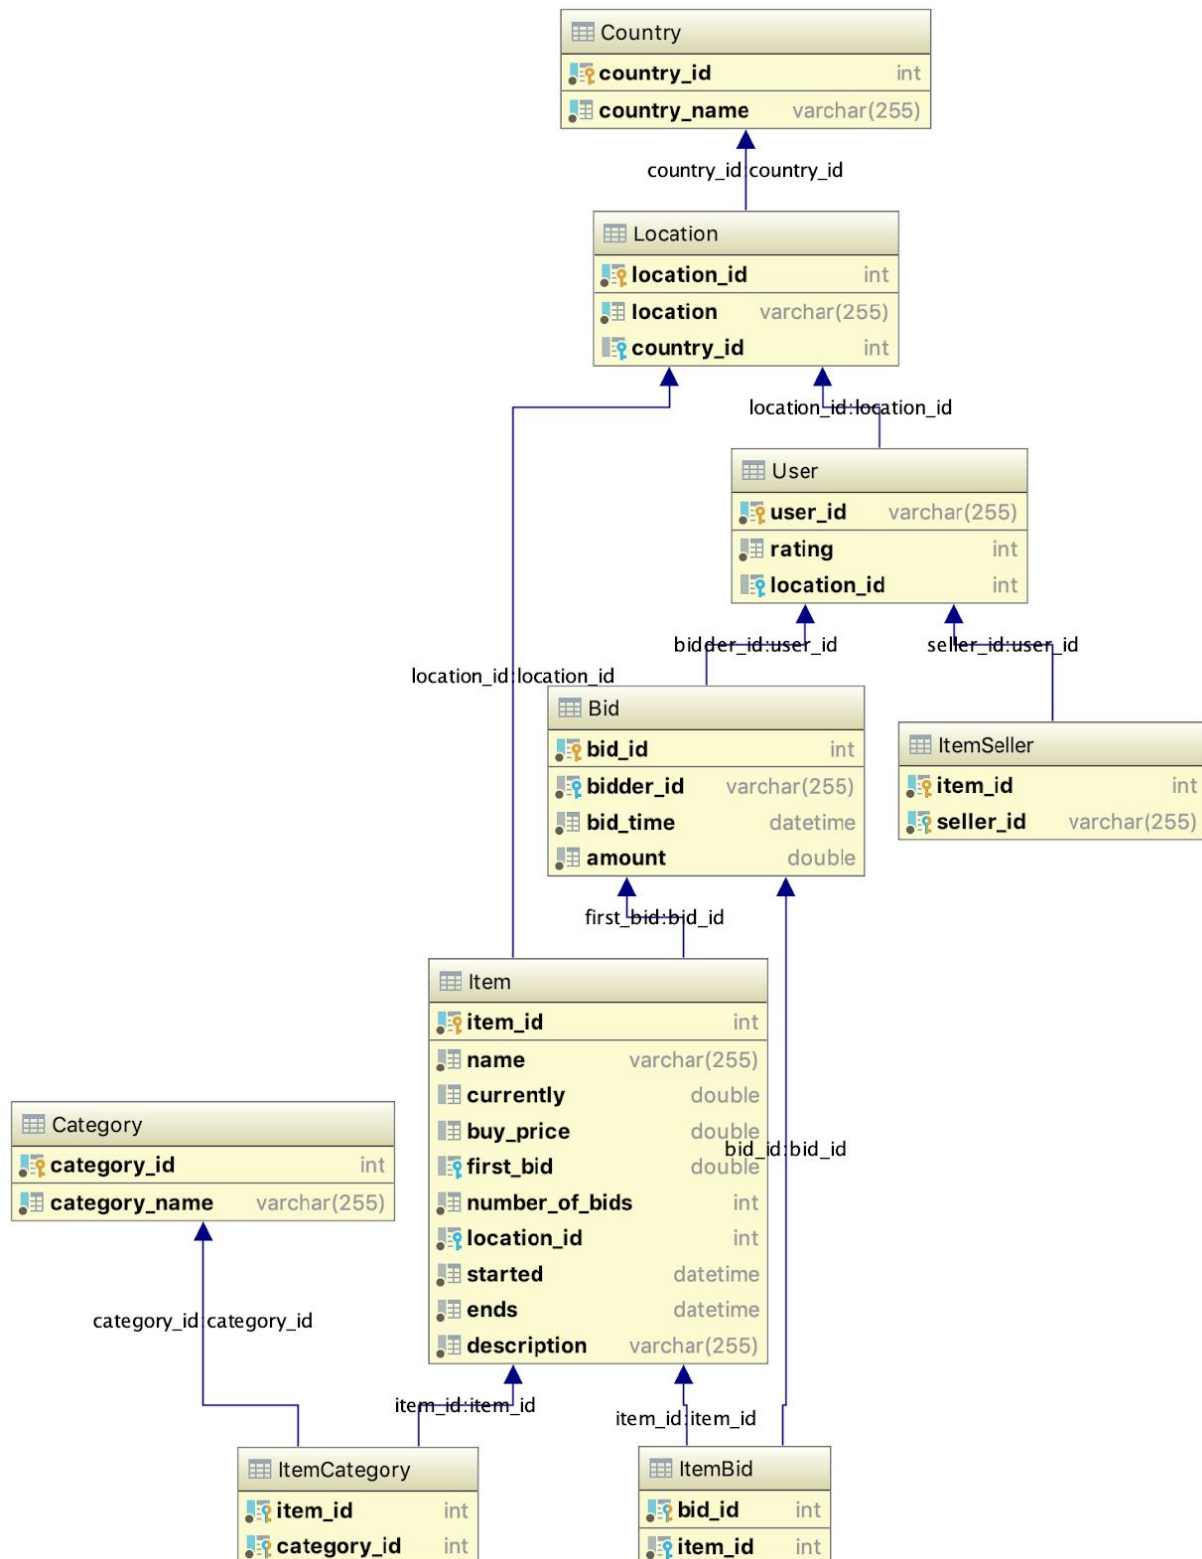 Country
country_id int
country_name varchar(255)
country_id:country_id
Location
location_id int
location varchar(255)
country_id int
location_id:location_id
User
user_id varchar(255)
rating int
location_id int
bidder_id:user_id
seller_id:user_id
location_id:location_id
Bid
bid_id int
bidder_id varchar(255)
bid_time datetime
amount double
ItemSeller
item_id int
seller_id varchar(255)
first_bid:bid_id
Item
item_id int
name varchar(255)
currently double
buy_price double
first_bid double
number_of_bids int
location_id int
started datetime
ends datetime
description varchar(255)
bid_id:bid_id
Category
category_id int
category_name varchar(255)
category_id:category_id
item_id:item_id
item_id:item_id
ItemCategory
item_id int
category_id int
ItemBid
bid_id int
item_id int